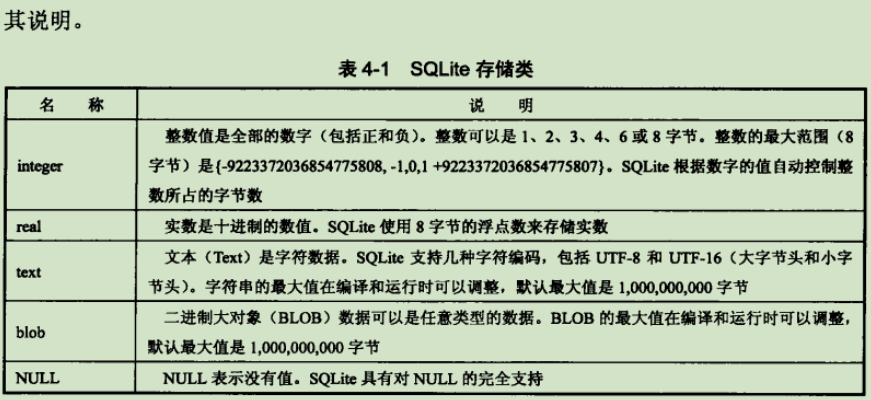 其说明。
表 4-1 SQLite 存储类
名 称 说 明
整数值是全部的数字（包括正和负）。整数可以是 1、2、3、4、6 或 8 字节。整数的最大范围（8
integer 字节）是{-9223372036854775808, -1,0,1 +9223372036854775807}。SQLite 根据数字的值自动控制整
数所占的字节数
real 实数是十进制的数值。SQLite 使用 8 字节的浮点数来存储实数
文本（Text）是字符数据。SQLite 支持几种字符编码，包括 UTF-8 和 UTF-16（大字节头和小字
text 节头）。字符串的最大值在编译和运行时可以调整，默认最大值是 1,000,000,000 字节
二进制大对象（BLOB）数据可以是任意类型的数据。BLOB 的最大值在编译和运行时可以调整，
blob 默认最大值是 1,000,000,000 字节
NULL NULL 表示没有值。SQLite 具有对 NULL 的完全支持